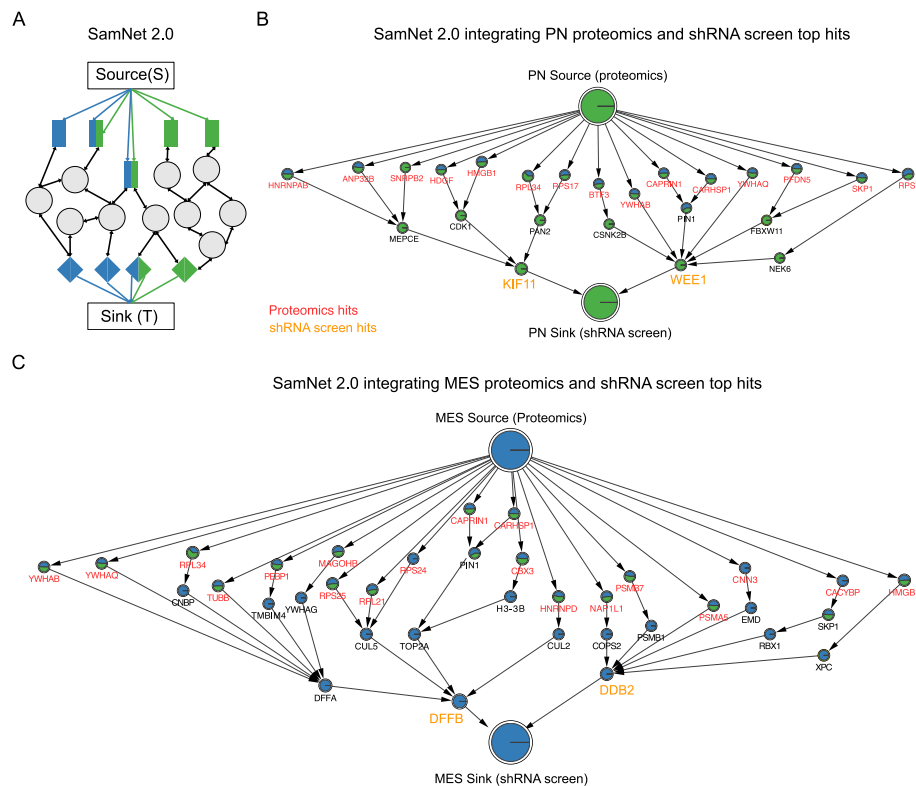 A
SamNet 2.0
Source(S)
Sink (T)
B
SamNet 2.0 integrating PN proteomics and shRNA screen top hits
PN Source (proteomics)
HNRNPAB
ANP32B
SNRPB2
HDGF
HMGB1
RPL34
RPS17
BTF3
YWHAB
CAPRIN1
CARHSP1
YWHAQ
PFDN5
SKP1
RPS
MEPCE
CDK1
PAN2
CSNK2B
PIN1
FBXW11
NEK6
KIF11
WEE1
Proteomics hits
shRNA screen hits
PN Sink (shRNA screen)
C
SamNet 2.0 integrating MES proteomics and shRNA screen top hits
MES Source (Proteomics)
CAPRIN1
CARHSP1
YWHAB
YWHAQ
RPL34
TUBB
PEBP1
MAGOHB
RPS25
RPL21
RPS24
PIN1
CBX3
HNRNPD
NAP1L1
PSMB7
PSMA5
CNN3
CACYBP
HMGB
CNBP
TMBIM4
YWHAG
CUL5
TOP2A
H3-3B
CUL2
COPS2
PSMB1
EMD
RBX1
SKP1
XPC
DFFA
DFFB
DDB2
MES Sink (shRNA screen)